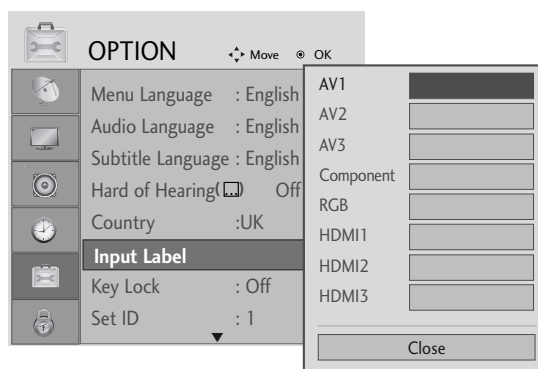 OPTION Move OK
Menu Language : English
Audio Language : English
Subtitle Language : English
Hard of Hearing( ) Off
Country :UK
Input Label
Key Lock : Off
Set ID : 1
AV1
AV2
AV3
Component
RGB
HDMI1
HDMI2
HDMI3
Close